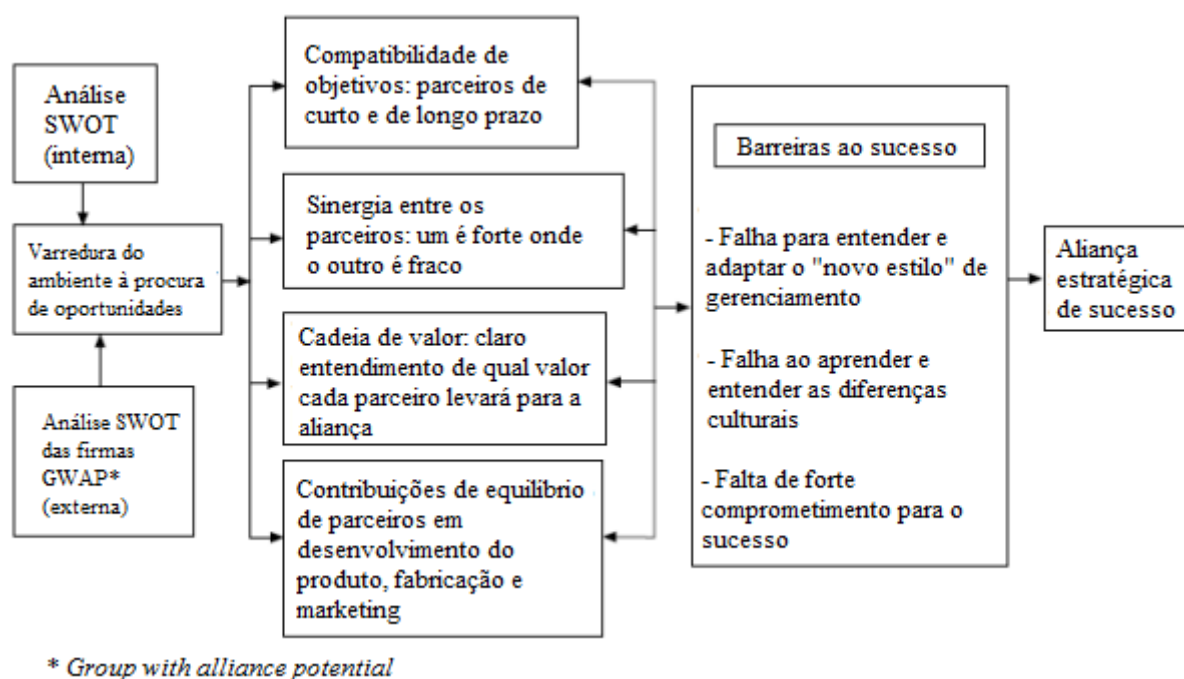 Análise
SWOT
(interna)
Varredura do
ambiente à procura
de oportunidades
Análise SWOT
das firmas
GWAP*
(externa)
Compatibilidade de
objetivos: parceiros de
curto e de longo prazo
Sinergia entre os
parceiros: um é forte onde
o outro é fraco
Cadeia de valor: claro
entendimento de qual valor
cada parceiro levará para a
aliança
Contribuições de equilíbrio
de parceiros em
desenvolvimento do
produto, fabricação e
marketing
Barreiras ao sucesso
- Falha para entender e
adaptar o "novo estilo" de
gerenciamento
- Falha ao aprender e
entender as diferenças
culturais
- Falta de forte
comprometimento para o
sucesso
Aliança
estratégica
de sucesso
* Group with alliance potential